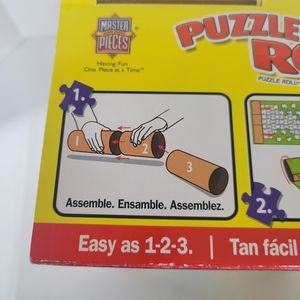 MASTER
PIECES
Having Fun
One Piece at a Time™
PUZZLE
RO
PUZZLE ROLL-
1.
1
2
3
Assemble. Ensamble. Assemblez.
2.
Easy as 1-2-3. | Tan fácil